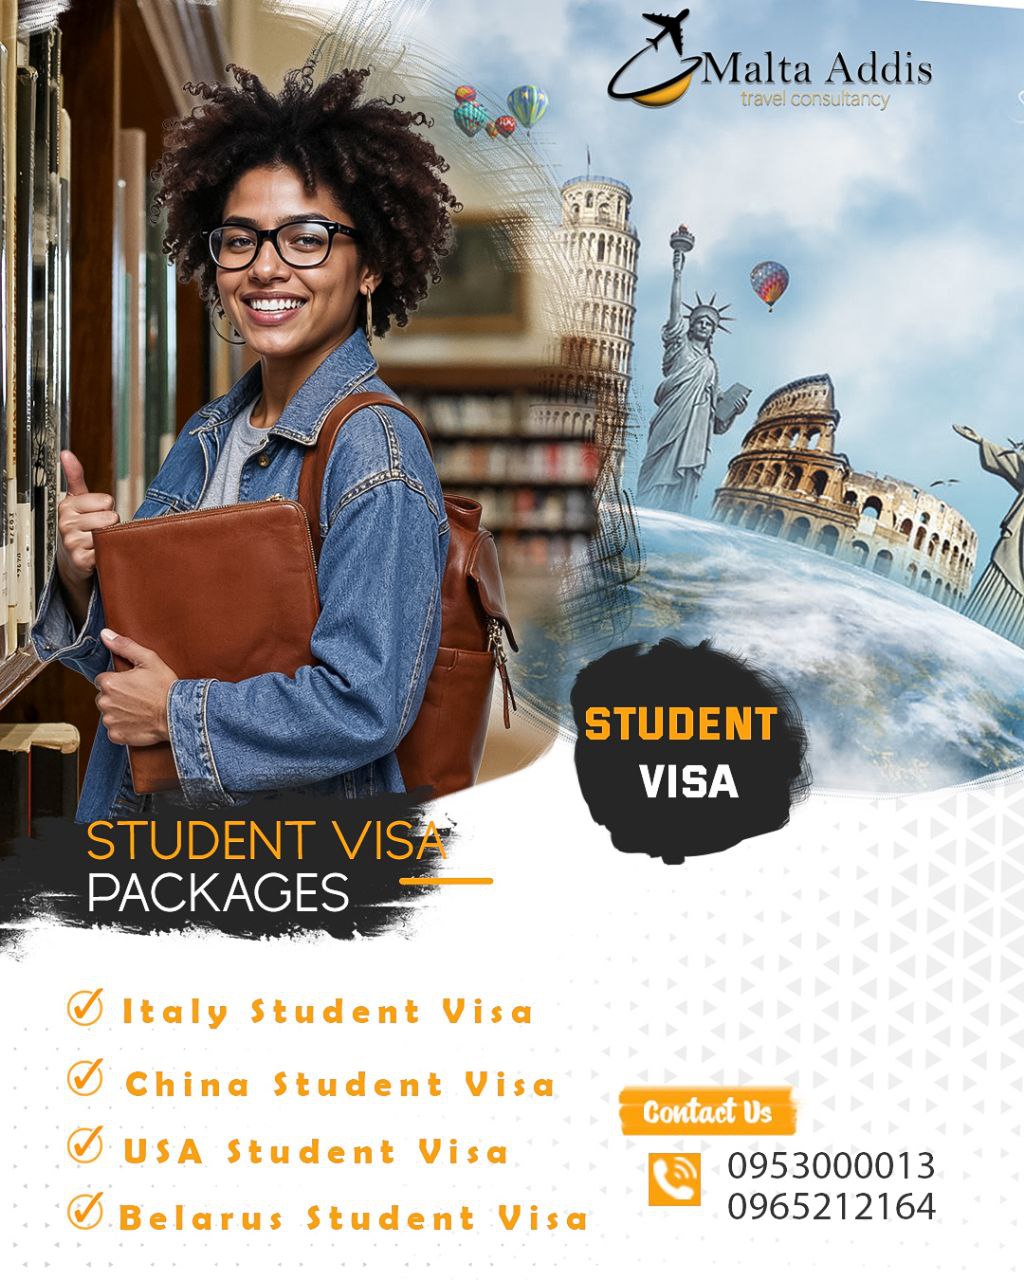 Malta Addis
travel consultancy
STUDENT
VISA
STUDENT VISA
PACKAGES
Italy Student Visa
China Student Visa
USA Student Visa
Belarus Student Visa
Contact Us
0953000013
0965212164